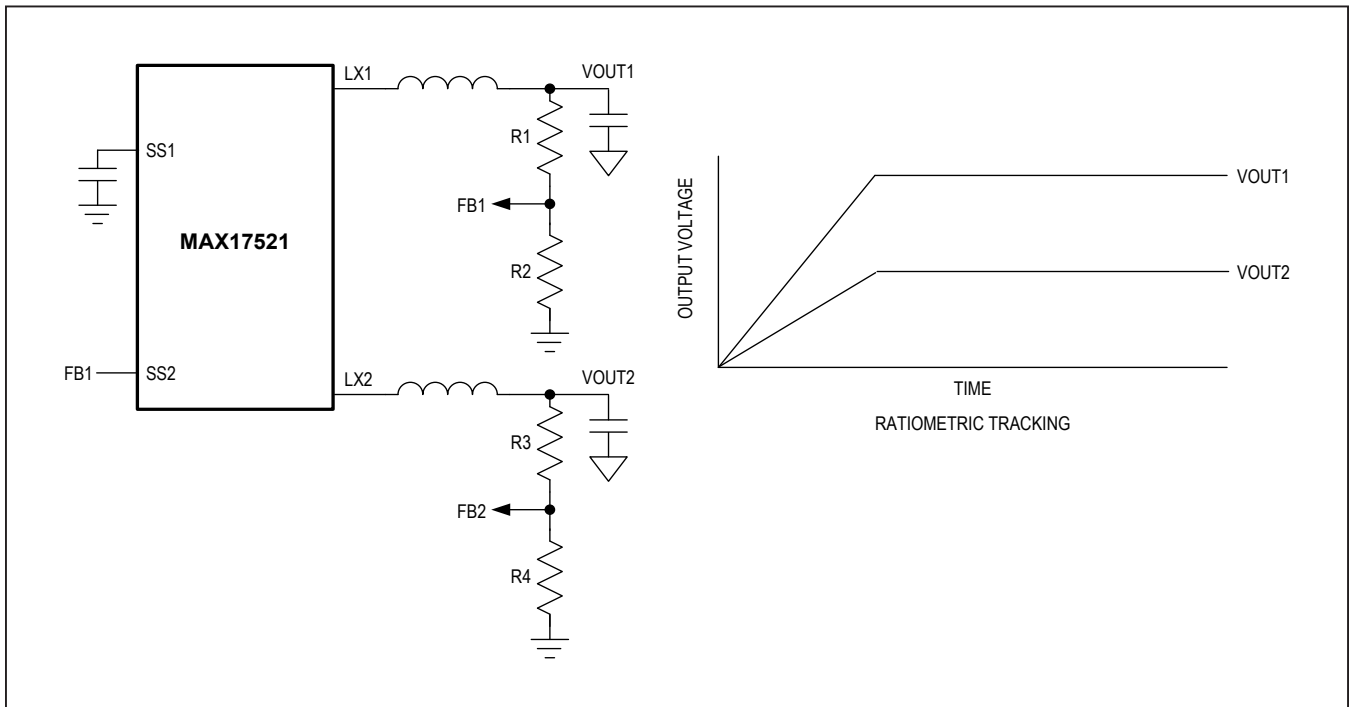 LX1
VOUT1
R1
SS1
FB1
MAX17521
R2
FB1
SS2
LX2
VOUT2
R3
FB2
R4
OUTPUT VOLTAGE
VOUT1
VOUT2
TIME
RATIOMETRIC TRACKING